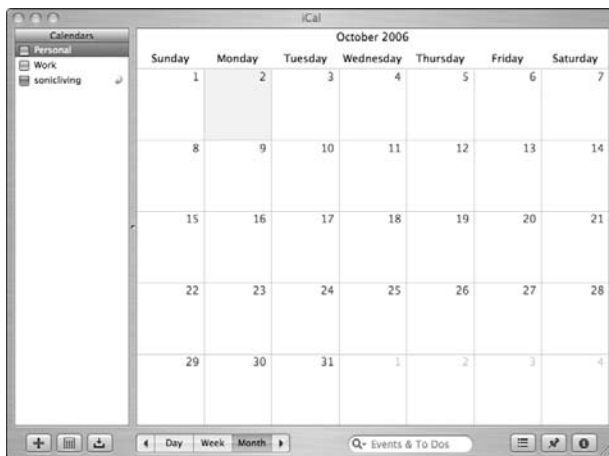 iCal
Calendars
Personal
Work
sonicliving
October 2006
Sunday Monday Tuesday Wednesday Thursday Friday Saturday
1 2 3 4 5 6 7
8 9 10 11 12 13 14
15 16 17 18 19 20 21
22 23 24 25 26 27 28
29 30 31 1 2 3 4
Day Week Month
Events & To Dos